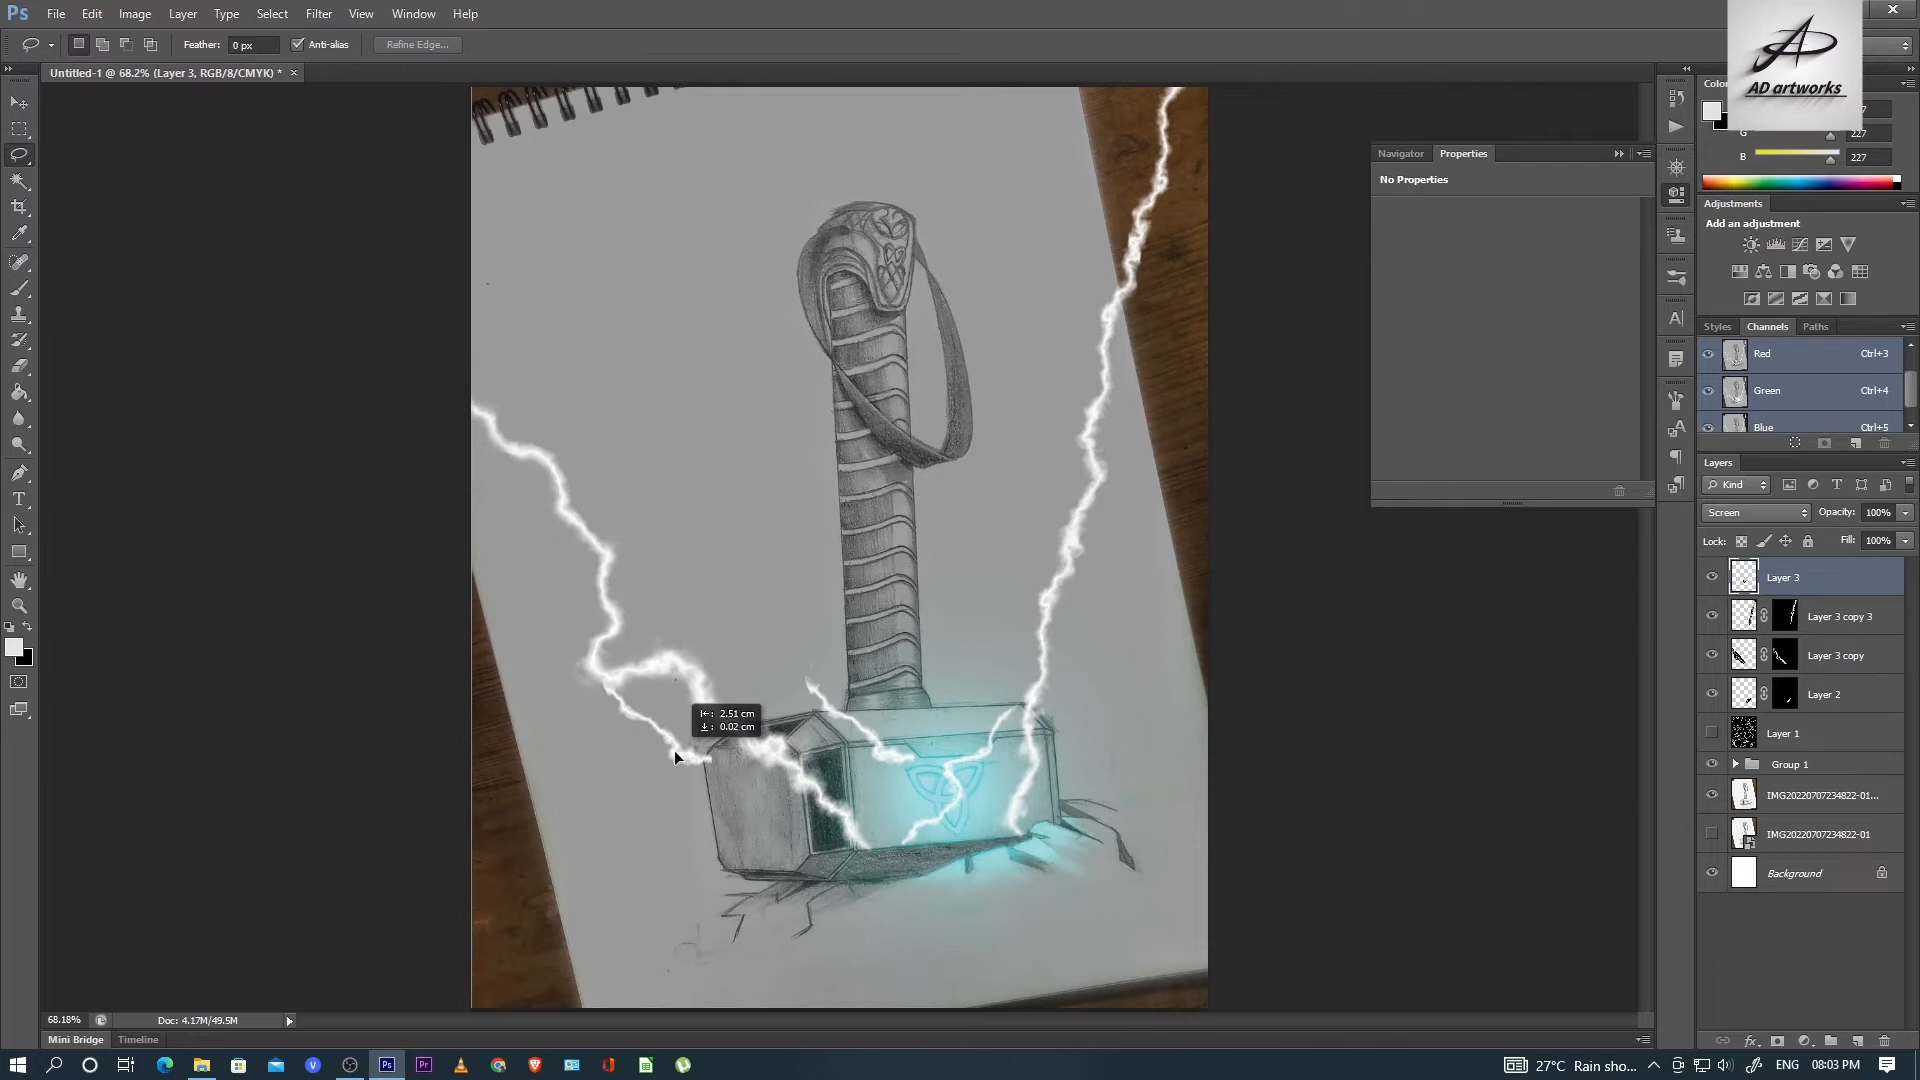 Ps File Edit Image Layer Type Select Filter View Window Help
Feather: 0 px Anti-alias Refine Edge...
AD artworks
Untitled-1 @ 68.2% (Layer 3, RGB/8/CMYK) *
Navigator Properties
No Properties
G 227
B 227
Adjustments
Add an adjustment
Styles Channels Paths
Red Ctrl+3
Green Ctrl+4
Blue Ctrl+5
Layers
Kind
Screen Opacity: 100%
Lock: Fill: 100%
Layer 3
Layer 3 copy 3
Layer 3 copy
Layer 2
Layer 1
Group 1
IMG20220707234822-01...
IMG20220707234822-01
Background
2.51 cm
0.02 cm
68.18% Doc: 4.17M/49.5M
Mini Bridge Timeline
Ps Pr 27°C Rain sho... ENG 08:03 PM